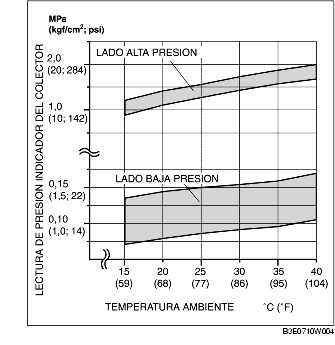 MPa
(kgf/cm²; psi)
LADO ALTA PRESION
2,0
(20; 284)
1,0
(10; 142)
LECTURA DE PRESION INDICADOR DEL COLECTOR
LADO BAJA PRESION
0,15
(1,5; 22)
0,10
(1,0; 14)
15 20 25 30 35 40
(59) (68) (77) (86) (95) (104)
TEMPERATURA AMBIENTE °C (°F)
B3E0710W004